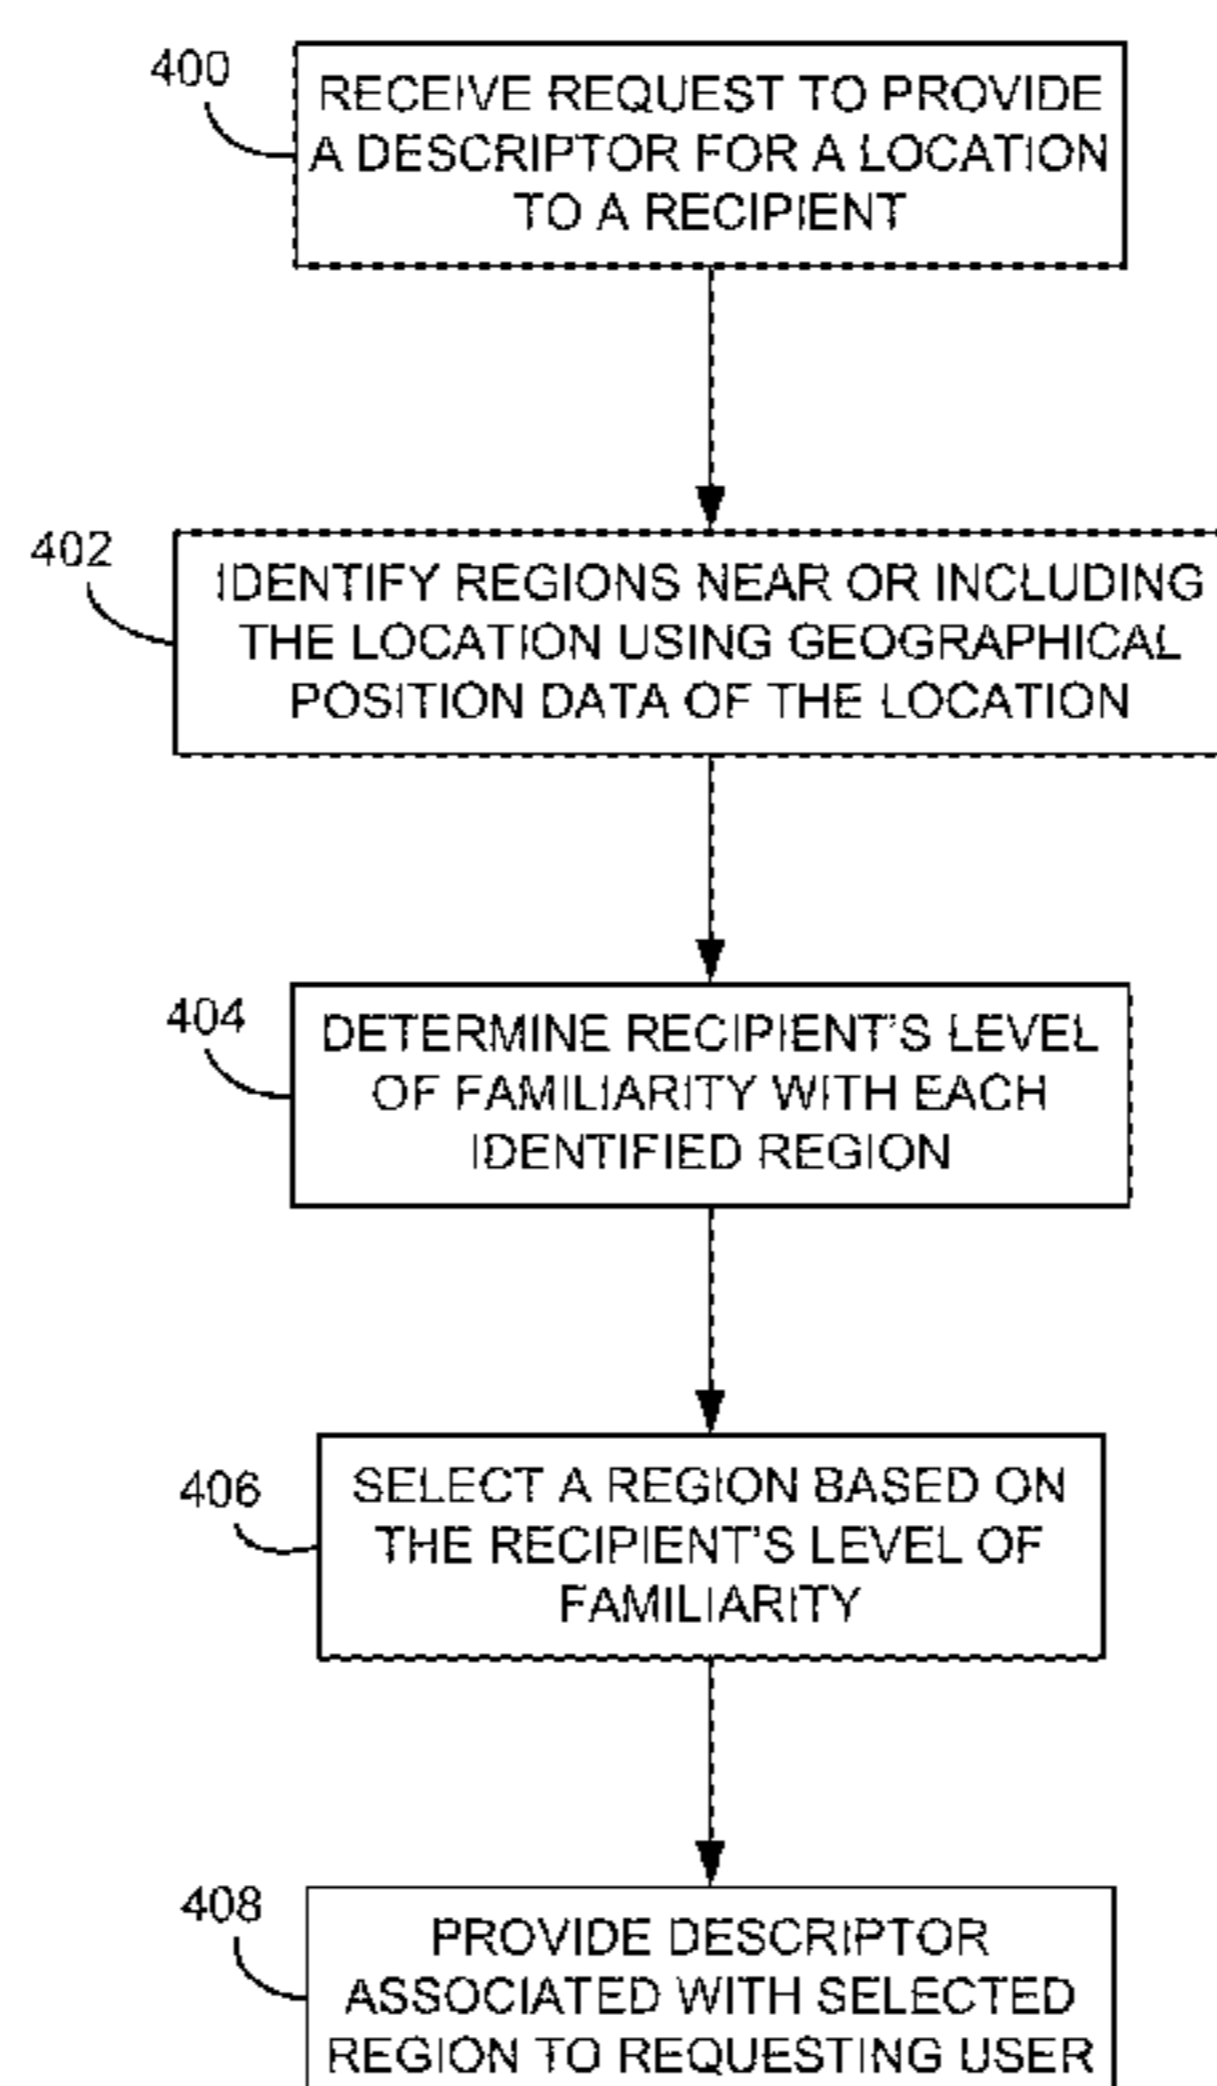 400
RECEIVE REQUEST TO PROVIDE
A DESCRIPTOR FOR A LOCATION
TO A RECIPIENT
402
IDENTIFY REGIONS NEAR OR INCLUDING
THE LOCATION USING GEOGRAPHICAL
POSITION DATA OF THE LOCATION
404
DETERMINE RECIPIENT'S LEVEL
OF FAMILIARITY WITH EACH
IDENTIFIED REGION
406
SELECT A REGION BASED ON
THE RECIPIENT'S LEVEL OF
FAMILIARITY
408
PROVIDE DESCRIPTOR
ASSOCIATED WITH SELECTED
REGION TO REQUESTING USER